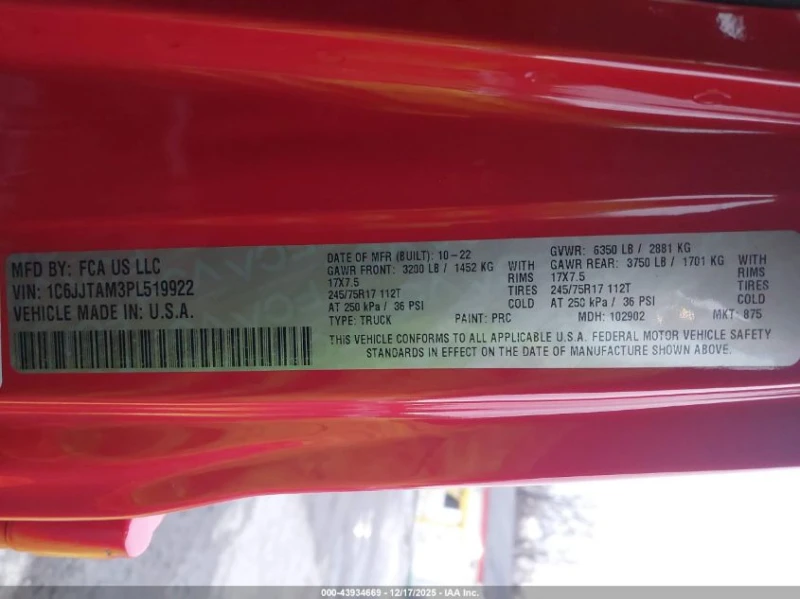 MFD BY: FCA US LLC
VIN: 1C6JJTAM3PL519922
VEHICLE MADE IN: U.S.A.
DATE OF MFR (BUILT): 10-22
GAWR FRONT: 3200 LB / 1452 KG WITH
17X7.5 RIMS
245/75R17 112T TIRES
AT 250 kPa / 36 PSI COLD
GVWR: 6350 LB / 2881 KG
GAWR REAR: 3750 LB / 1701 KG WITH
17X7.5 RIMS
245/75R17 112T TIRES
AT 250 kPa / 36 PSI COLD
TYPE: TRUCK PAINT: PRC MDH: 102902 MKT: 875
THIS VEHICLE CONFORMS TO ALL APPLICABLE U.S.A. FEDERAL MOTOR VEHICLE SAFETY
STANDARDS IN EFFECT ON THE DATE OF MANUFACTURE SHOWN ABOVE.
000-43934669 - 12/17/2025 - IAA Inc.